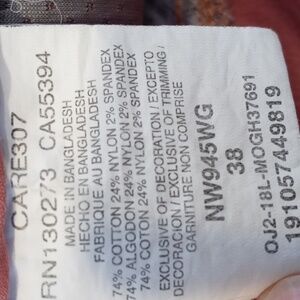 CARE307
RN130273 CA55394
MADE IN BANGLADESH
HECHO EN BANGLADESH
FABRIQUE AU BANGLADESH
74% COTTON 24% NYLON 2% SPANDEX
74% ALGODON 24% NYLON 2% SPANDEX
74% COTON 24% NYLON 2% SPANDEX
EXCLUSIVE OF DECORATION / EXCEPTO
DECORACION / EXCLUSIVE OF TRIMMING /
GARNITURE NON COMPRISE
NW945WG
38
OJ2-18L-MOGH37691
191057449819